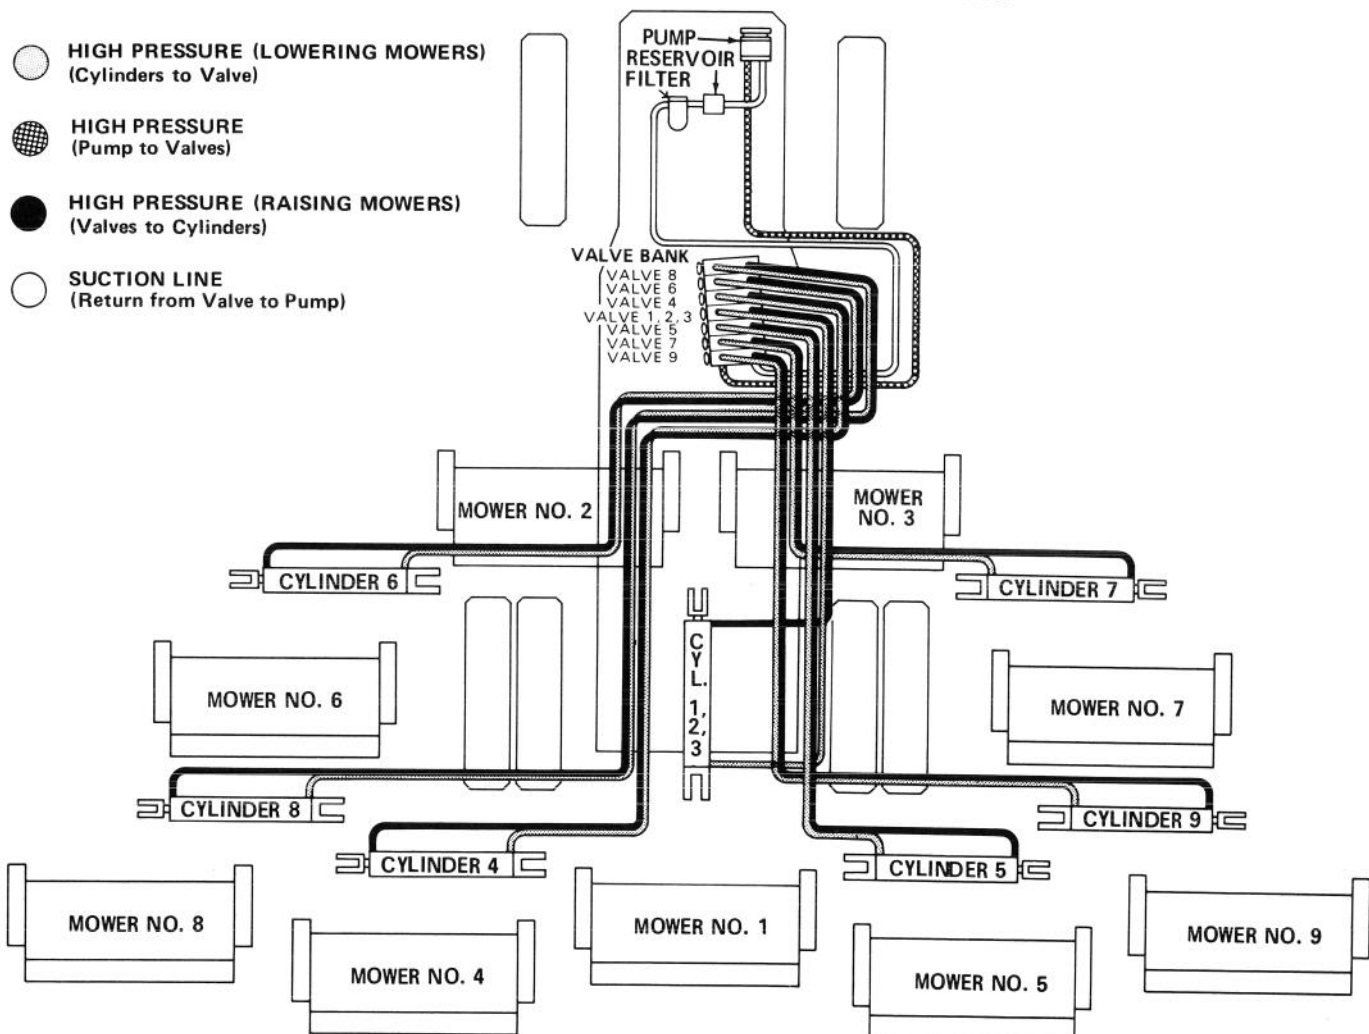 HIGH PRESSURE (LOWERING MOWERS)
(Cylinders to Valve)
HIGH PRESSURE
(Pump to Valves)
HIGH PRESSURE (RAISING MOWERS)
(Valves to Cylinders)
SUCTION LINE
(Return from Valve to Pump)
PUMP
RESERVOIR
FILTER
VALVE BANK
VALVE 8
VALVE 6
VALVE 4
VALVE 1, 2, 3
VALVE 5
VALVE 7
VALVE 9
MOWER NO. 2
MOWER
NO. 3
CYLINDER 6
CYLINDER 7
CYL. 1, 2, 3
MOWER NO. 6
MOWER NO. 7
CYLINDER 8
CYLINDER 9
CYLINDER 4
CYLINDER 5
MOWER NO. 8
MOWER NO. 1
MOWER NO. 9
MOWER NO. 4
MOWER NO. 5